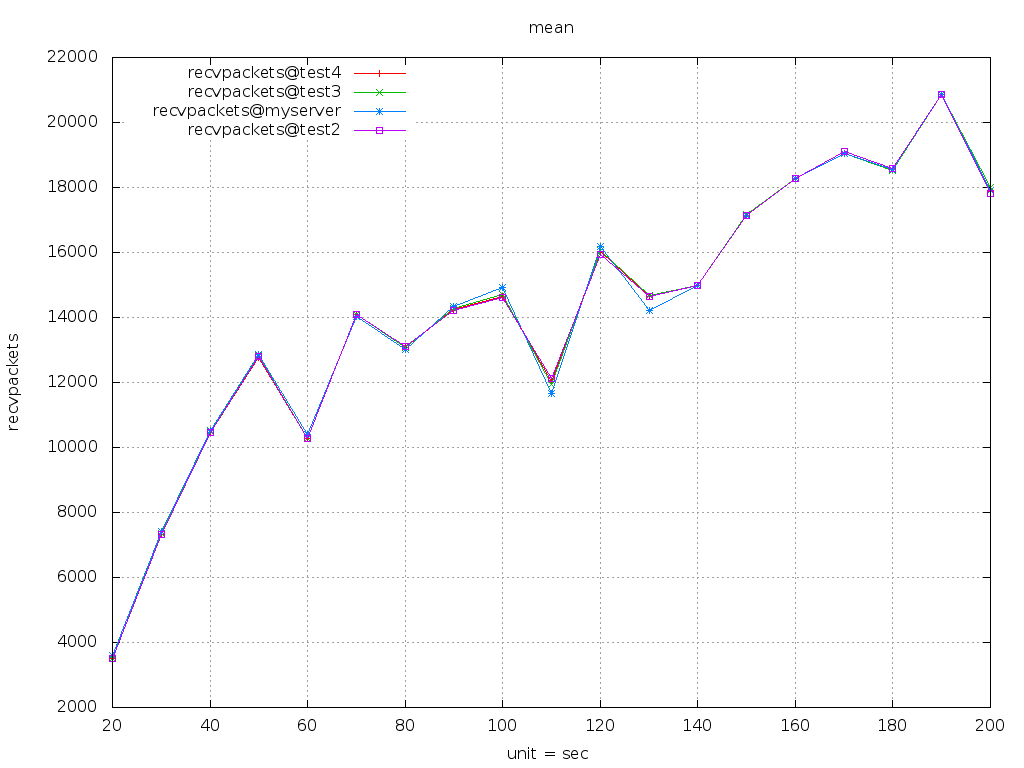 mean
22000
20000
18000
16000
14000
12000
10000
8000
6000
4000
2000
recvpackets
recvpackets@test4
recvpackets@test3
recvpackets@myserver
recvpackets@test2
20 40 60 80 100 120 140 160 180 200
unit = sec